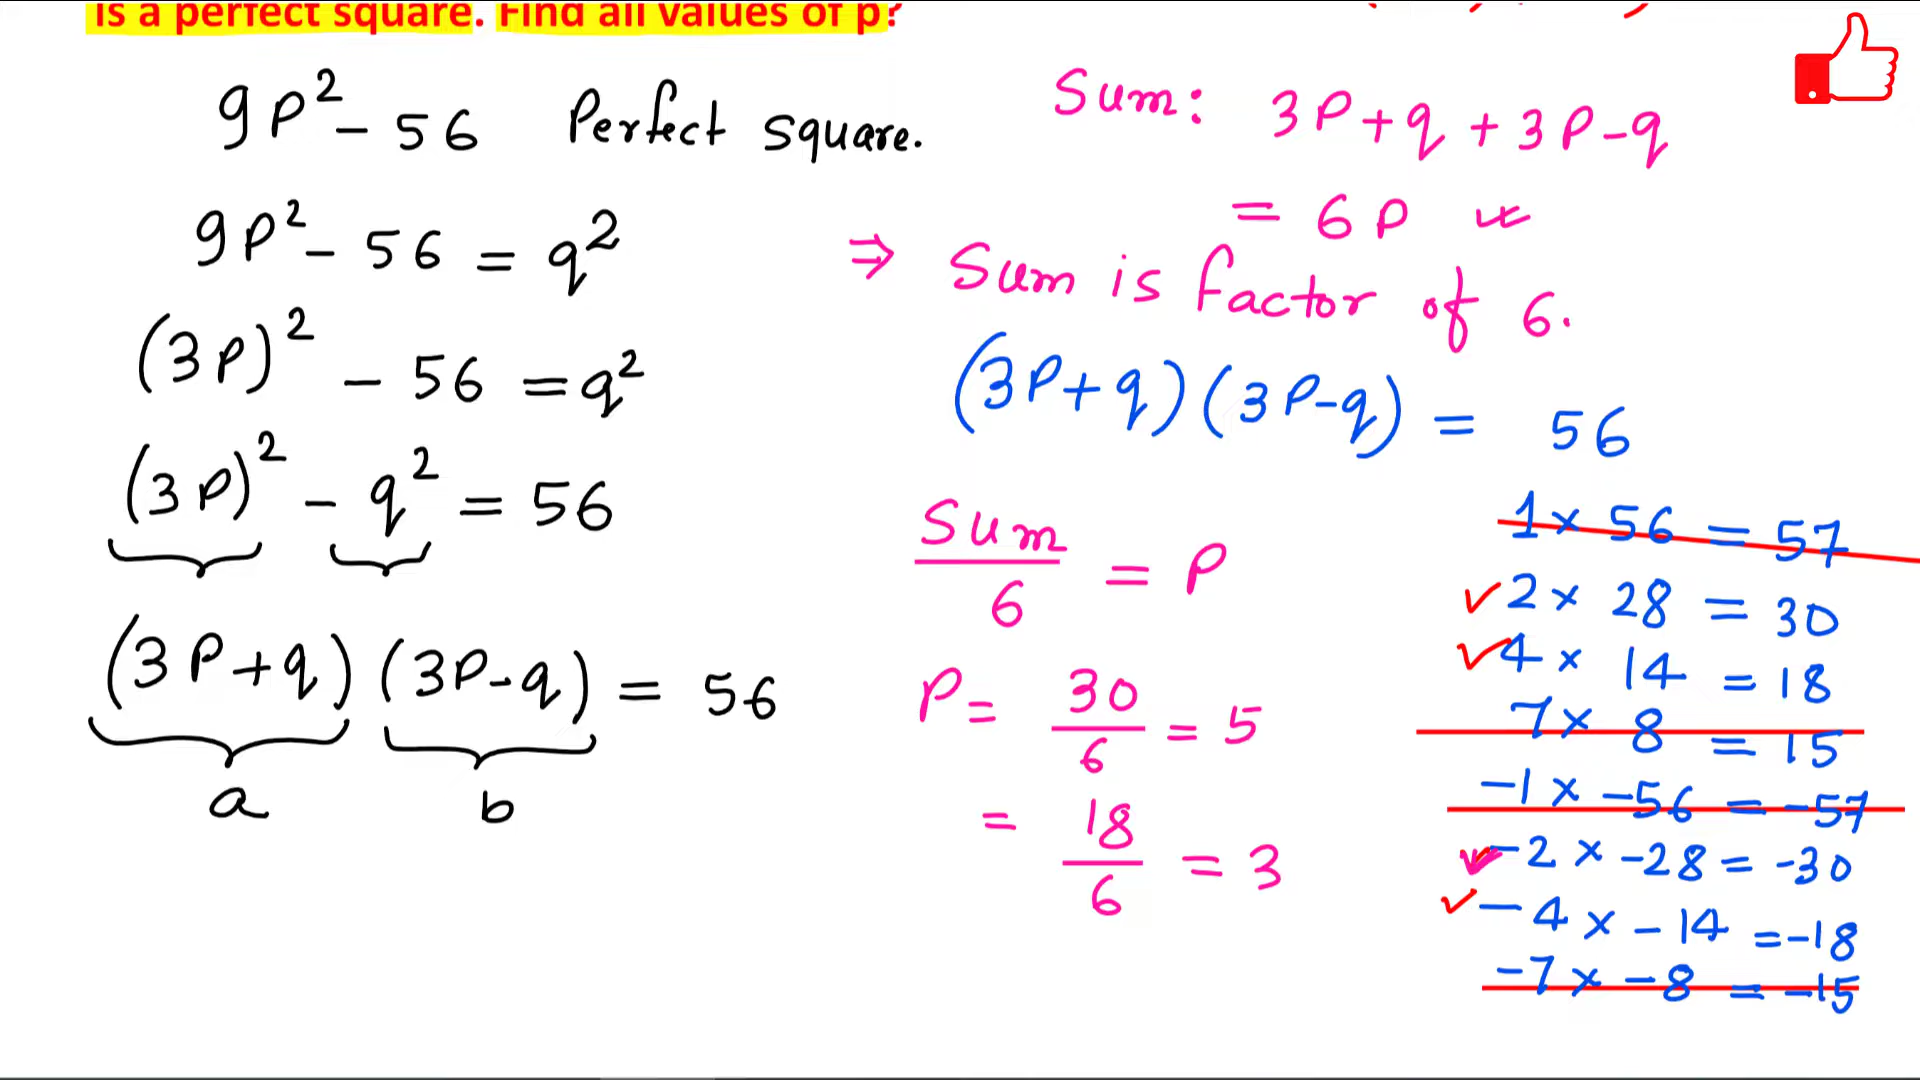 is a perfect square. Find all values of p?
9p² - 56 Perfect square.
9p² - 56 = q²
(3p)² - 56 = q²
(3p)² - q² = 56
(3p+q) (3p-q) = 56
a b
Sum: 3p+q + 3p-q
= 6p
⇒ Sum is factor of 6.
(3p+q) (3p-q) = 56
Sum/6 = p
p = 30/6 = 5
= 18/6 = 3
1 × 56 = 57
✓ 2 × 28 = 30
✓ 4 × 14 = 18
7 × 8 = 15
-1 × -56 = -57
✓ -2 × -28 = -30
✓ -4 × -14 = -18
-7 × -8 = -15